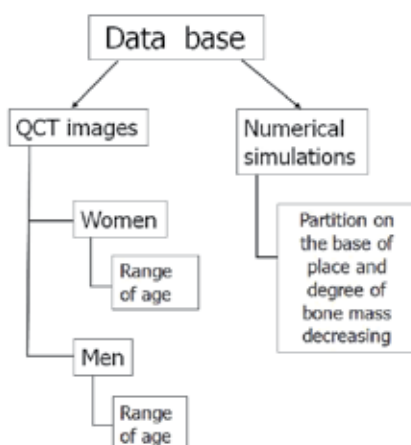 Data base
QCT images
Numerical
simulations
Women
Range
of age
Men
Range
of age
Partition on
the base of
place and
degree of
bone mass
decreasing